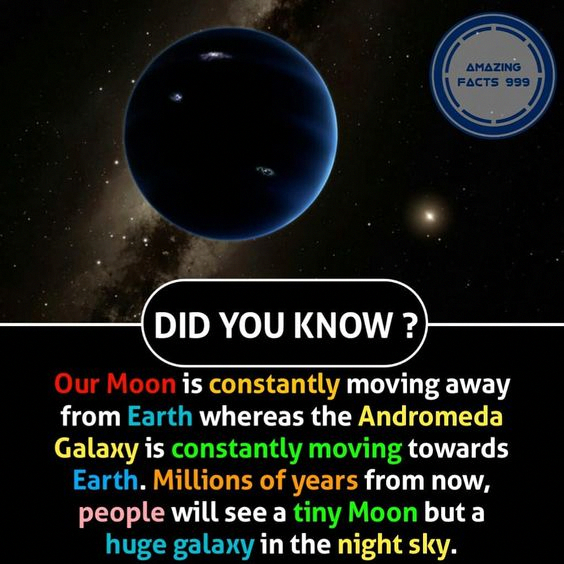 AMAZING
FACTS 999
DID YOU KNOW ?
Our Moon is constantly moving away
from Earth whereas the Andromeda
Galaxy is constantly moving towards
Earth. Millions of years from now,
people will see a tiny Moon but a
huge galaxy in the night sky.